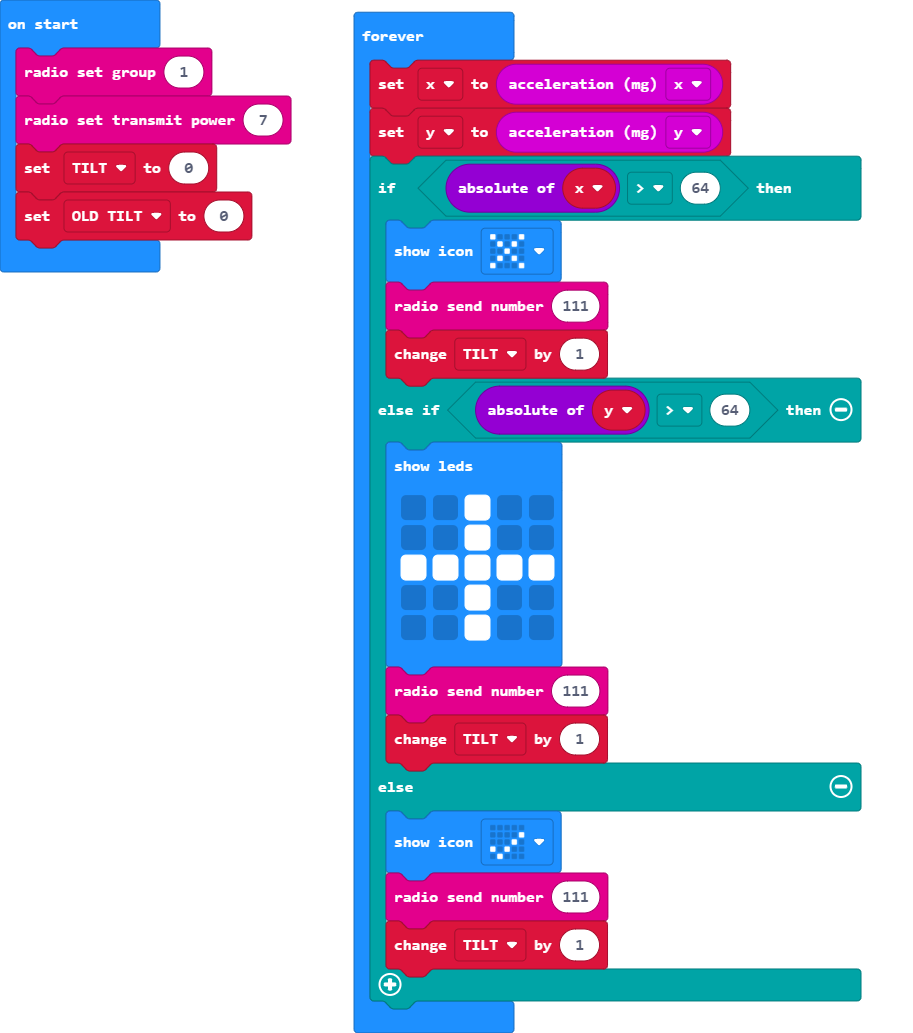 on start
radio set group 1
radio set transmit power 7
set TILT to 0
set OLD TILT to 0
forever
set x to acceleration (mg) x
set y to acceleration (mg) y
if absolute of x > 64 then
show icon
radio send number 111
change TILT by 1
else if absolute of y > 64 then
show leds
radio send number 111
change TILT by 1
else
show icon
radio send number 111
change TILT by 1